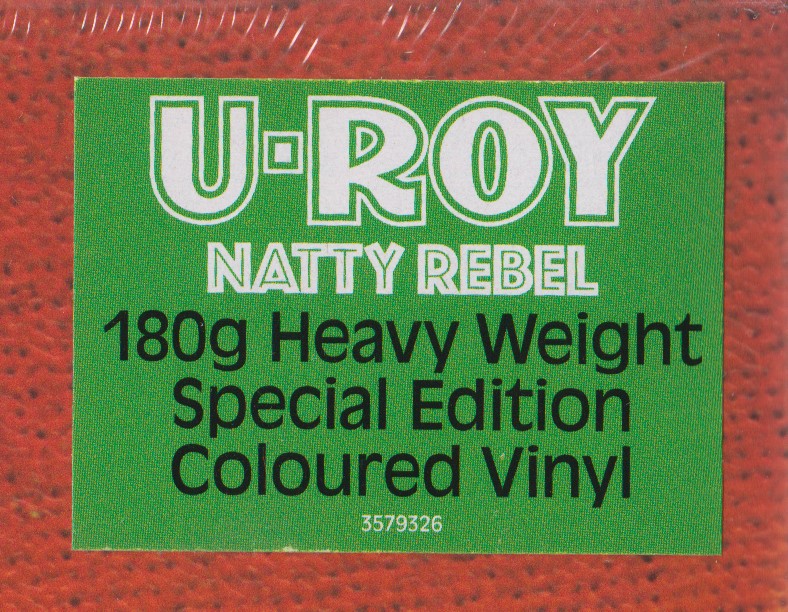 U-ROY
NATTY REBEL
180g Heavy Weight
Special Edition
Coloured Vinyl
3579326